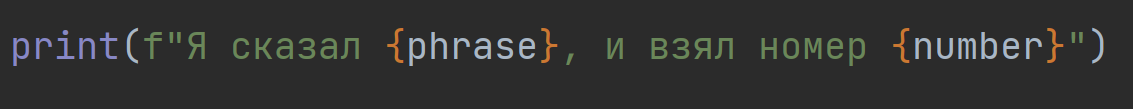 print(f"Я сказал {phrase}, и взял номер {number}")